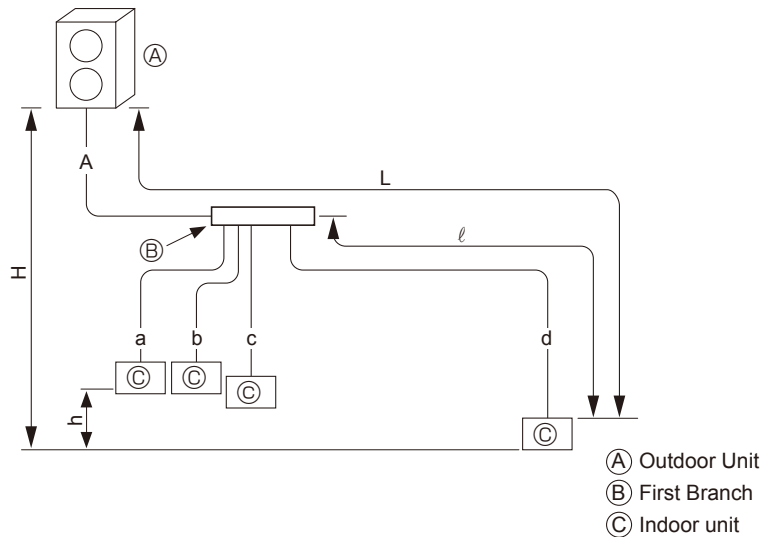 Ⓐ
A
L
Ⓑ
ℓ
H
a
b
c
d
Ⓒ
Ⓒ
Ⓒ
h
Ⓒ
Ⓐ Outdoor Unit
Ⓑ First Branch
Ⓒ Indoor unit